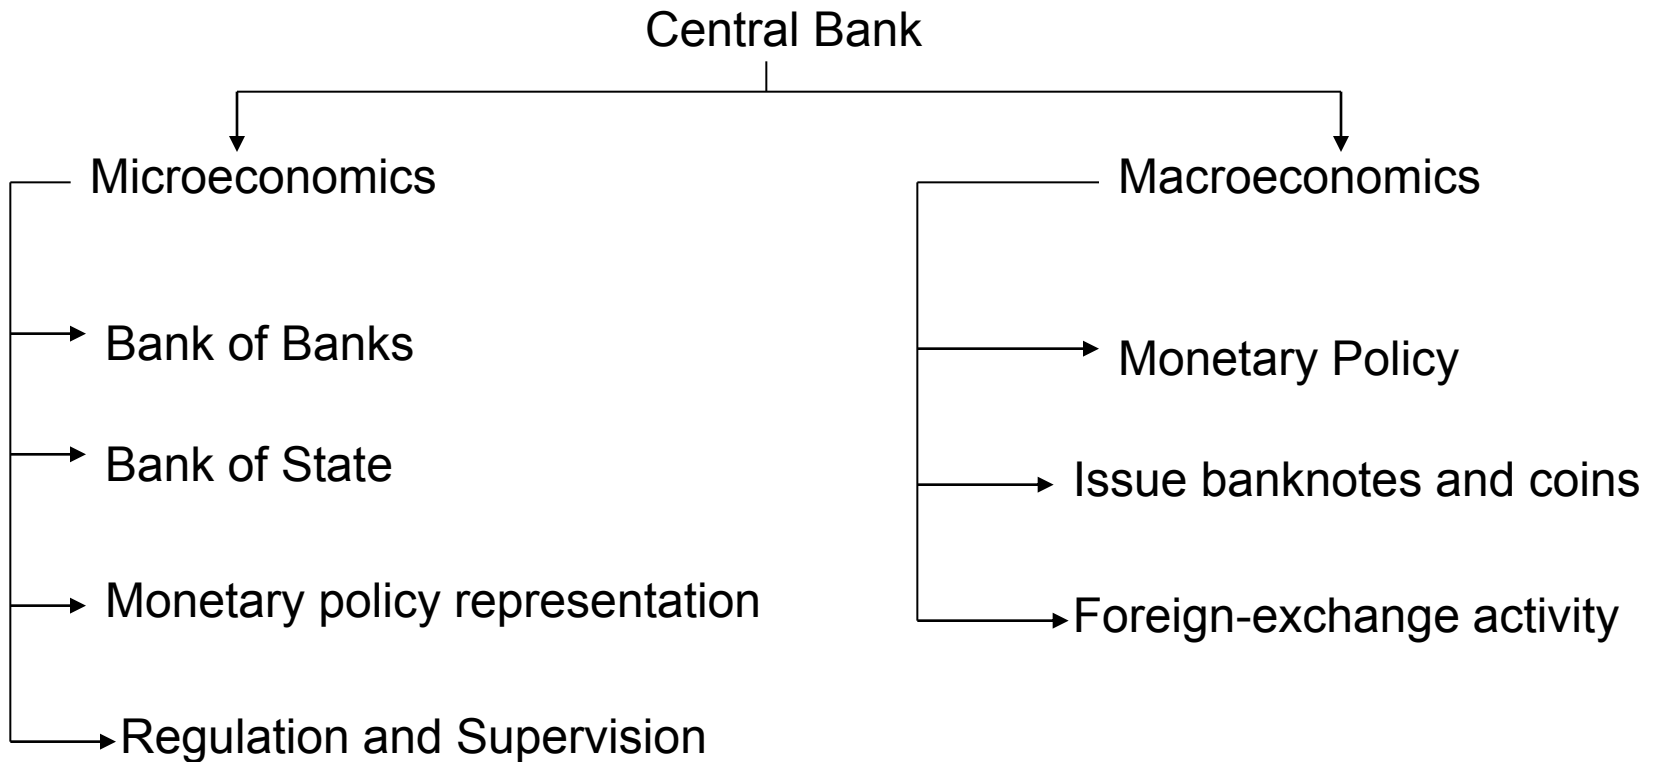 Central Bank
Microeconomics
Bank of Banks
Bank of State
Monetary policy representation
Regulation and Supervision
Macroeconomics
Monetary Policy
Issue banknotes and coins
Foreign-exchange activity